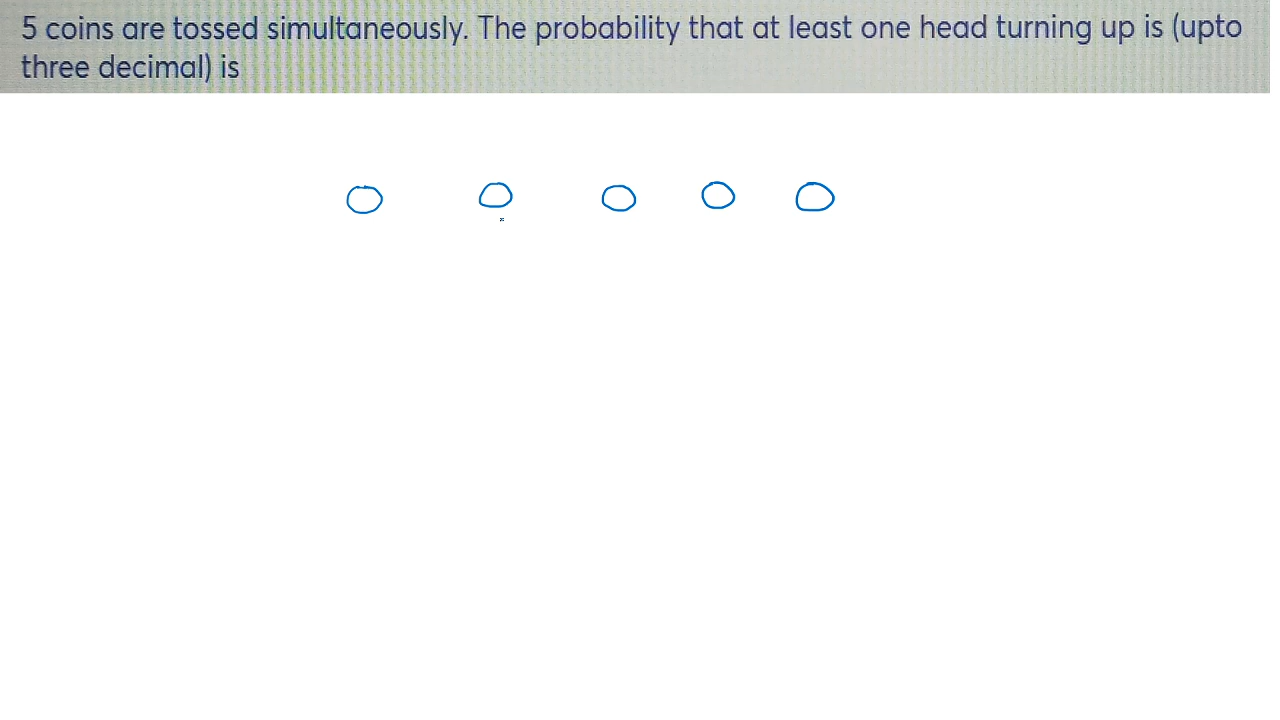 5 coins are tossed simultaneously. The probability that at least one head turning up is (upto
three decimal) is